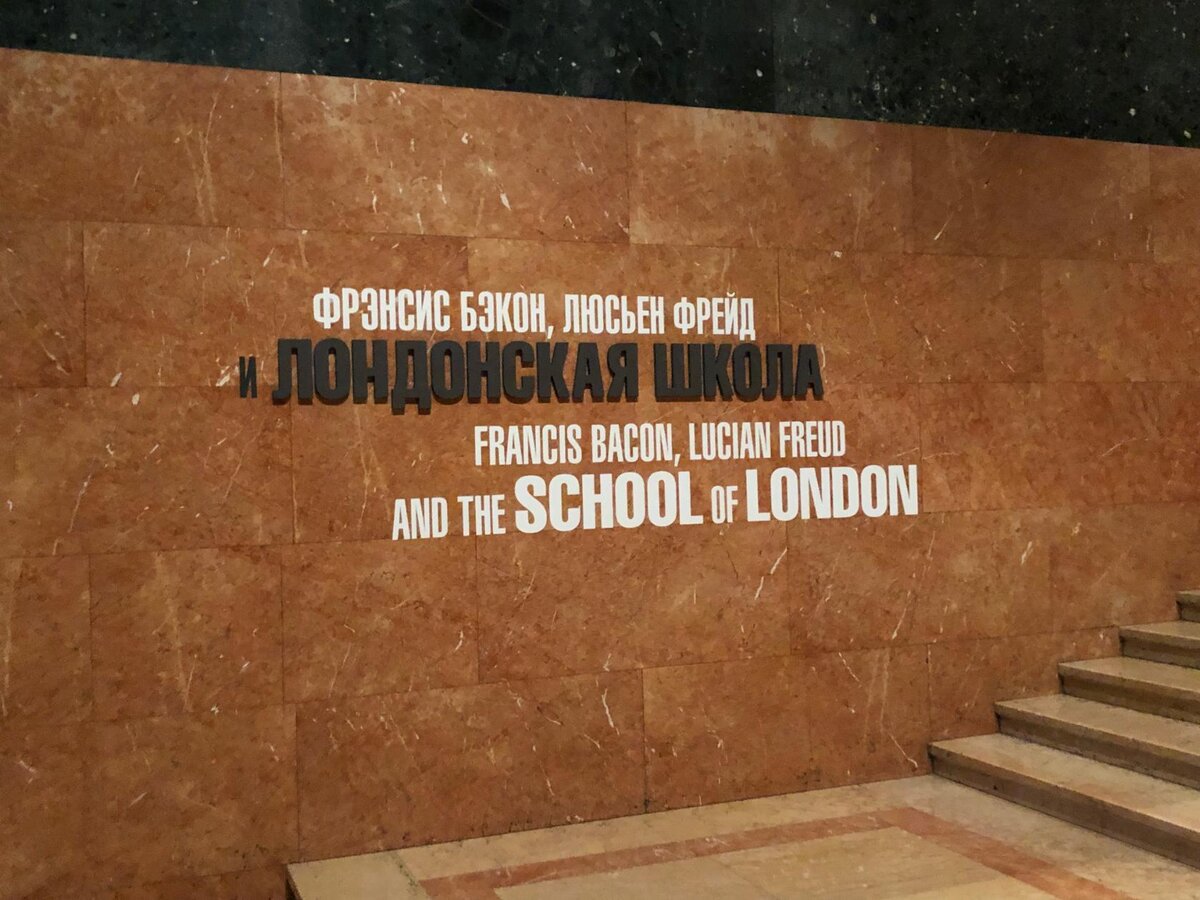 ФРЭНСИС БЭКОН, ЛЮСЬЕН ФРЕЙД
И ЛОНДОНСКАЯ ШКОЛА
FRANCIS BACON, LUCIAN FREUD
AND THE SCHOOL OF LONDON